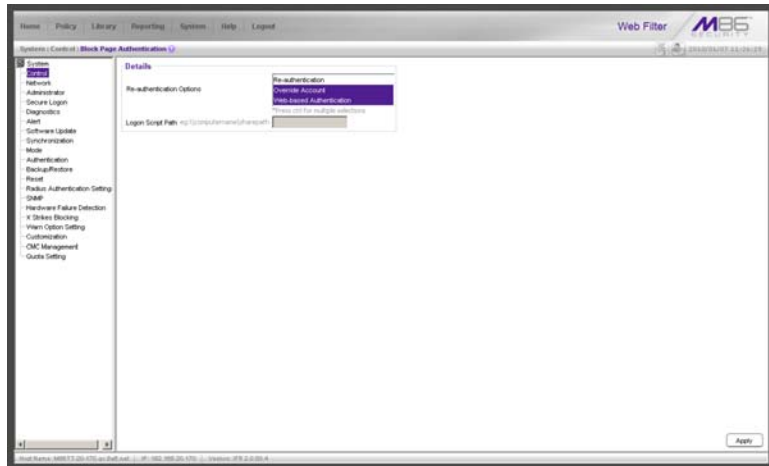 Home Policy Library Reporting System Help Logout
Web Filter
M86 SECURITY
System : Control : Block Page Authentication
System
Control
Network
Administrator
Secure Logon
Diagnostics
Alert
Software Update
Synchronization
Mode
Authentication
Backup/Restore
Reset
Radius Authentication Setting
SNMP
Hardware Failure Detection
X Strikes Blocking
Warn Option Setting
Customization
CMC Management
Quota Setting
Details
Re-authentication Options
Re-authentication
Override Account
Web-based Authentication
*Press ctrl for multiple selections
Logon Script Path eg:\\computername\sharepath
Apply